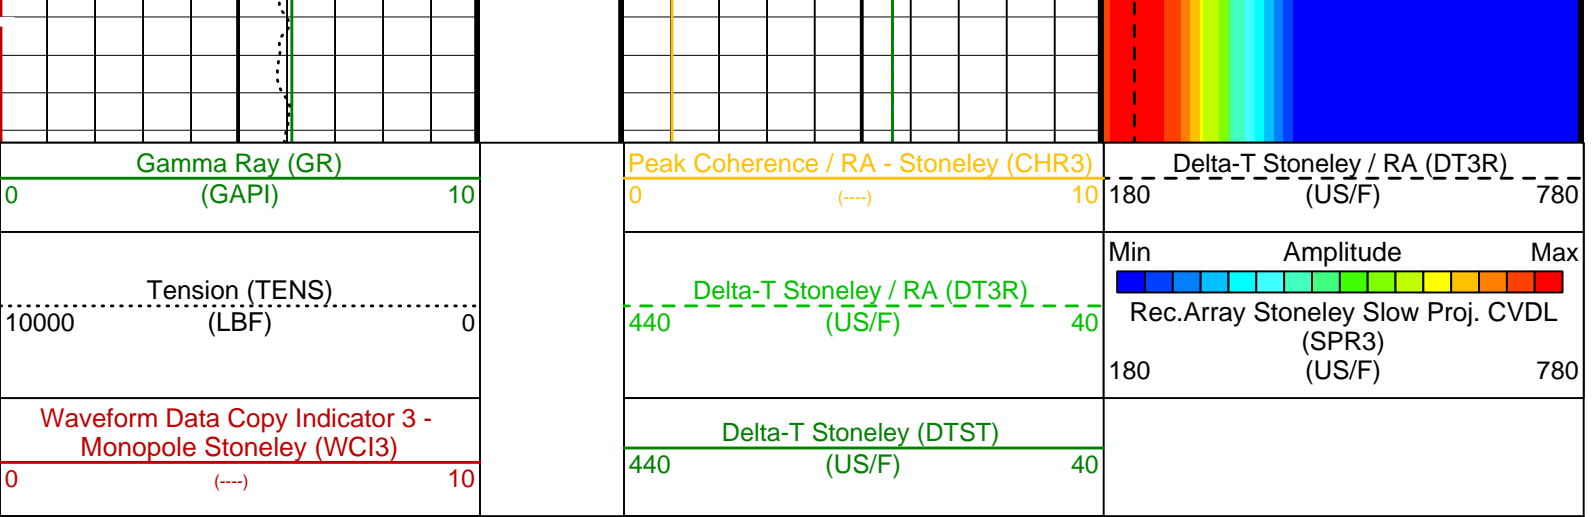 Gamma Ray (GR)
0 (GAPI) 10
Tension (TENS)
10000 (LBF) 0
Waveform Data Copy Indicator 3 -
Monopole Stoneley (WCI3)
0 (----) 10
Peak Coherence / RA - Stoneley (CHR3)
0 (----) 10
Delta-T Stoneley / RA (DT3R)
440 (US/F) 40
Delta-T Stoneley (DTST)
440 (US/F) 40
Delta-T Stoneley / RA (DT3R)
180 (US/F) 780
Min Amplitude Max
Rec.Array Stoneley Slow Proj. CVDL
(SPR3)
180 (US/F) 780